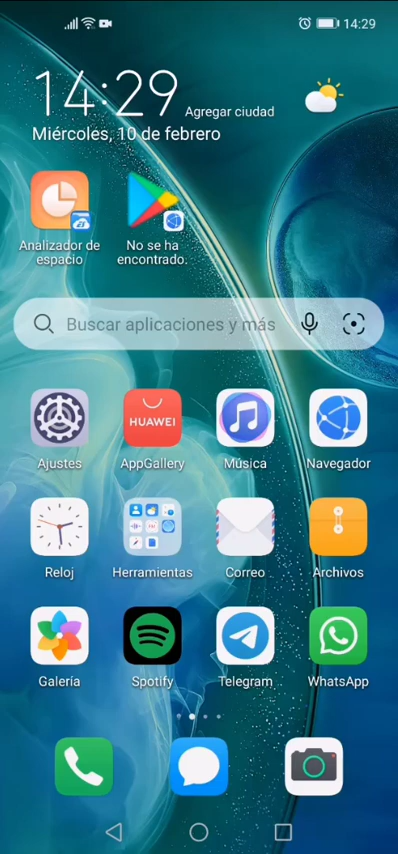 14:29
14:29
Agregar ciudad
Miércoles, 10 de febrero
Analizador de
espacio
No se ha
encontrado.
Buscar aplicaciones y más
HUAWEI
Ajustes
AppGallery
Música
Navegador
Reloj
Herramientas
Correo
Archivos
Galería
Spotify
Telegram
WhatsApp